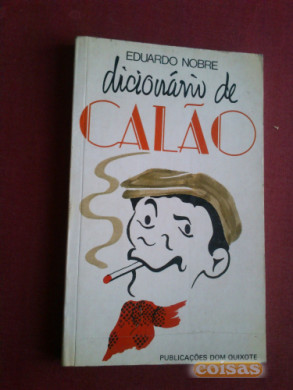 EDUARDO NOBRE
dicionário de
CALÃO
PUBLICAÇÕES DOM QUIXOTE
coisas